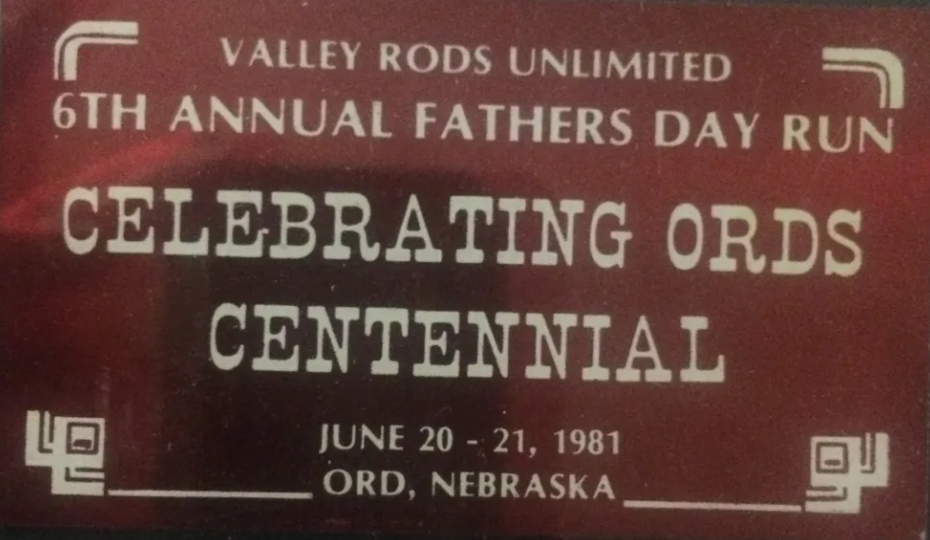 VALLEY RODS UNLIMITED
6TH ANNUAL FATHERS DAY RUN
CELEBRATING ORDS
CENTENNIAL
JUNE 20 - 21, 1981
ORD, NEBRASKA